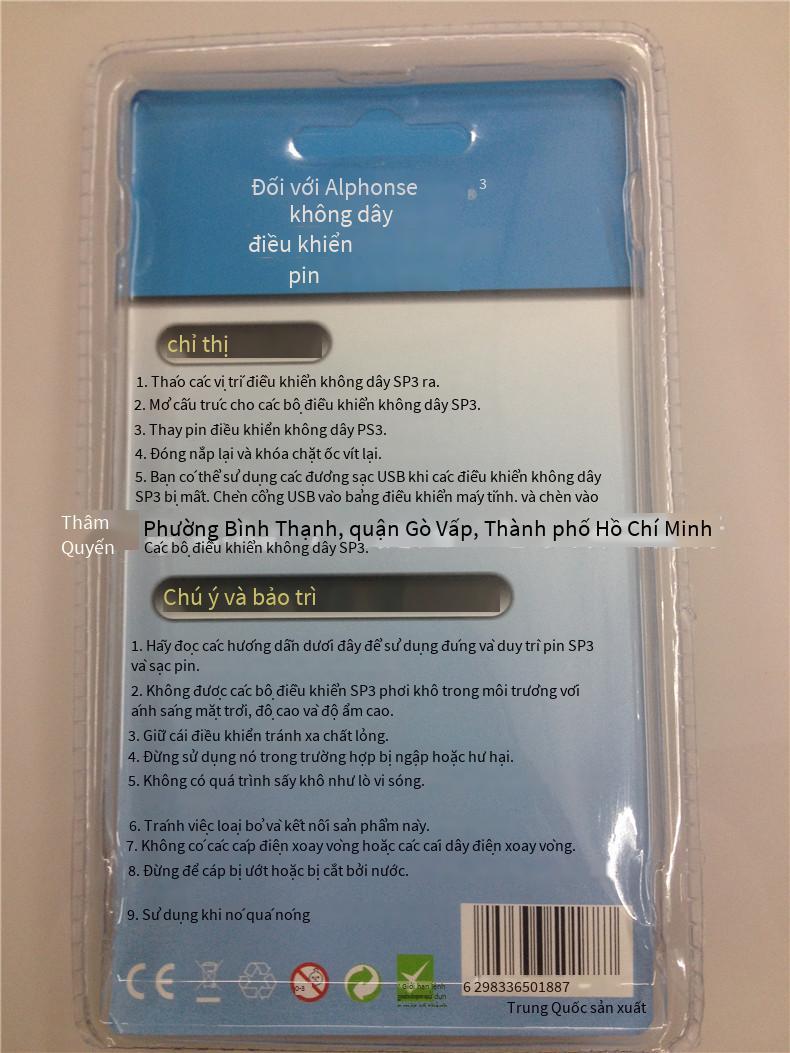 Đối với Alphonse
3
không dây
điều khiển
pin
chỉ thị
1. Tháo các vị trí điều khiển không dây SP3 ra.
2. Mở cấu trúc cho các bộ điều khiển không dây SP3.
3. Thay pin điều khiển không dây PS3.
4. Đóng nắp lại và khóa chặt ốc vít lại.
5. Bạn có thể sử dụng các đường sạc USB khi các điều khiển không dây
SP3 bị mất. Chèn cổng USB vào bảng điều khiển máy tính. và chèn vào
Thâm
Quyến
Phường Bình Thạnh, quận Gò Vấp, Thành phố Hồ Chí Minh
Các bộ điều khiển không dây SP3.
Chú ý và bảo trì
1. Hãy đọc các hướng dẫn dưới đây để sử dụng đúng và duy trì pin SP3
và sạc pin.
2. Không được các bộ điều khiển SP3 phơi khô trong môi trường với
ánh sáng mặt trời, độ cao và độ ẩm cao.
3. Giữ cái điều khiển tránh xa chất lỏng.
4. Đừng sử dụng nó trong trường hợp bị ngập hoặc hư hại.
5. Không có quá trình sấy khô như lò vi sóng.
6. Tránh việc loại bỏ và kết nối sản phẩm này.
7. Không có các cáp điện xoay vòng hoặc các cái dây điện xoay vòng.
8. Đừng để cáp bị ướt hoặc bị cắt bởi nước.
9. Sử dụng khi nó quá nóng
CE
0-3
Giới hạn lệnh
6 298336501887
Trung Quốc sản xuất